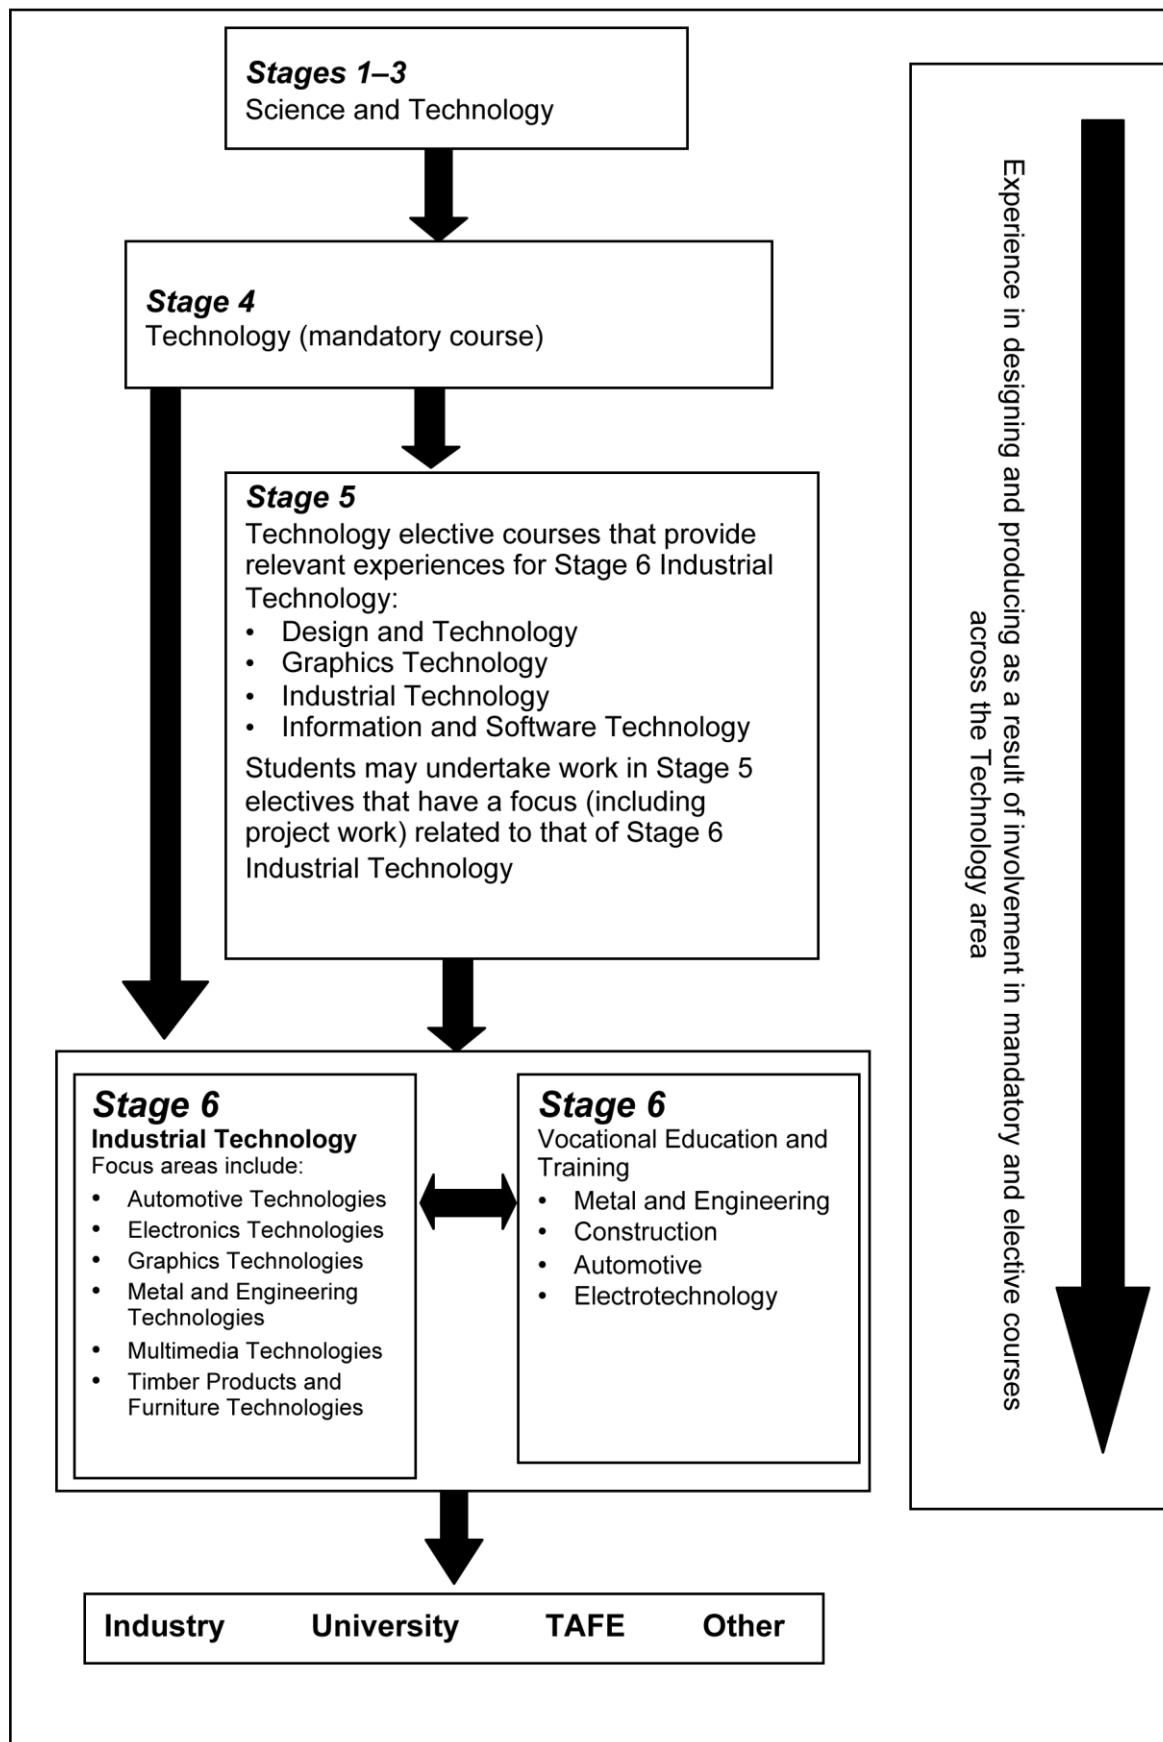 Stages 1–3
Science and Technology
Stage 4
Technology (mandatory course)
Stage 5
Technology elective courses that provide
relevant experiences for Stage 6 Industrial
Technology:
• Design and Technology
• Graphics Technology
• Industrial Technology
• Information and Software Technology
Students may undertake work in Stage 5
electives that have a focus (including
project work) related to that of Stage 6
Industrial Technology
Stage 6
Industrial Technology
Focus areas include:
• Automotive Technologies
• Electronics Technologies
• Graphics Technologies
• Metal and Engineering
Technologies
• Multimedia Technologies
• Timber Products and
Furniture Technologies
Stage 6
Vocational Education and
Training
• Metal and Engineering
• Construction
• Automotive
• Electrotechnology
Industry University TAFE Other
Experience in designing and producing as a result of involvement in mandatory and elective courses
across the Technology area